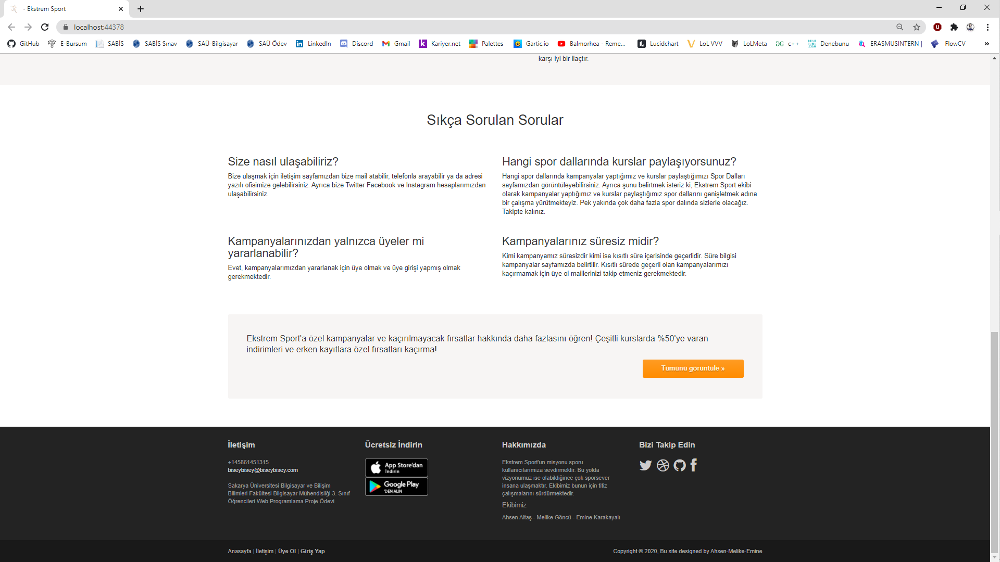 - Ekstrem Sport
localhost:44378
GitHub E-Bursum SABİS SABİS Sınav SAÜ-Bilgisayar SAÜ Ödev LinkedIn Discord Gmail Kariyer.net Palettes Gartic.io Balmorhea - Reme... Lucidchart LoL VVV LoLMeta c++ Denebunu ERASMUSINTERN | FlowCV »
karşı iyi bir ilaçtır.
Sıkça Sorulan Sorular
Size nasıl ulaşabiliriz?
Bize ulaşmak için iletişim sayfamızdan bize mail atabilir, telefonla arayabilir ya da adresi
yazılı ofisimize gelebilirsiniz. Ayrıca bize Twitter Facebook ve Instagram hesaplarımızdan
ulaşabilirsiniz.
Hangi spor dallarında kurslar paylaşıyorsunuz?
Hangi spor dallarında kampanyalar yaptığımız ve kurslar paylaştığımızı Spor Dalları
sayfamızdan görüntüleyebilirsiniz. Ayrıca şunu belirtmek isteriz ki, Ekstrem Sport ekibi
olarak kampanyalar yaptığımız ve kurslar paylaştığımız spor dallarını genişletmek adına
bir çalışma yürütmekteyiz. Pek yakında çok daha fazla spor dalında sizlerle olacağız.
Takipte kalınız.
Kampanyalarınızdan yalnızca üyeler mi
yararlanabilir?
Evet, kampanyalarımızdan yararlanak için üye olmak ve üye girişi yapmış olmak
gerekmektedir.
Kampanyalarınız süresiz midir?
Kimi kampanyamız süresizdir kimi ise kısıtlı süre içerisinde geçerlidir. Süre bilgisi
kampanyalar sayfamızda belirtilir. Kısıtlı sürede geçerli olan kampanyalarımızı
kaçırmamak için üye ol maillerinizi takip etmeniz gerekmektedir.
Ekstrem Sport'a özel kampanyalar ve kaçırılmayacak fırsatlar hakkında daha fazlasını öğren! Çeşitli kurslarda %50'ye varan
indirimleri ve erken kayıtlara özel fırsatları kaçırma!
Tümünü görüntüle »
İletişim
+145861451315
biseybisey@biseybisey.com
Sakarya Üniversitesi Bilgisayar ve Bilişim
Bilimleri Fakültesi Bilgisayar Mühendisliği 3. Sınıf
Öğrencileri Web Programlama Proje Ödevi
Ücretsiz İndirin
App Store'dan
İndirin
Google Play
'DEN ALIN
Hakkımızda
Ekstrem Sport'un misyonu sporu
kullanıcılarımıza sevdirmektir. Bu yolda
vizyonumuz ise olabildiğince çok sporsever
insana ulaşmaktır. Ekibimiz bunun için titiz
çalışmalarını sürdürmektedir.
Ekibimiz
Ahsen Altaş - Melike Göncü - Emine Karakayalı
Bizi Takip Edin
Anasayfa | İletişim | Üye Ol | Giriş Yap
Copyright © 2020, Bu site designed by Ahsen-Melike-Emine